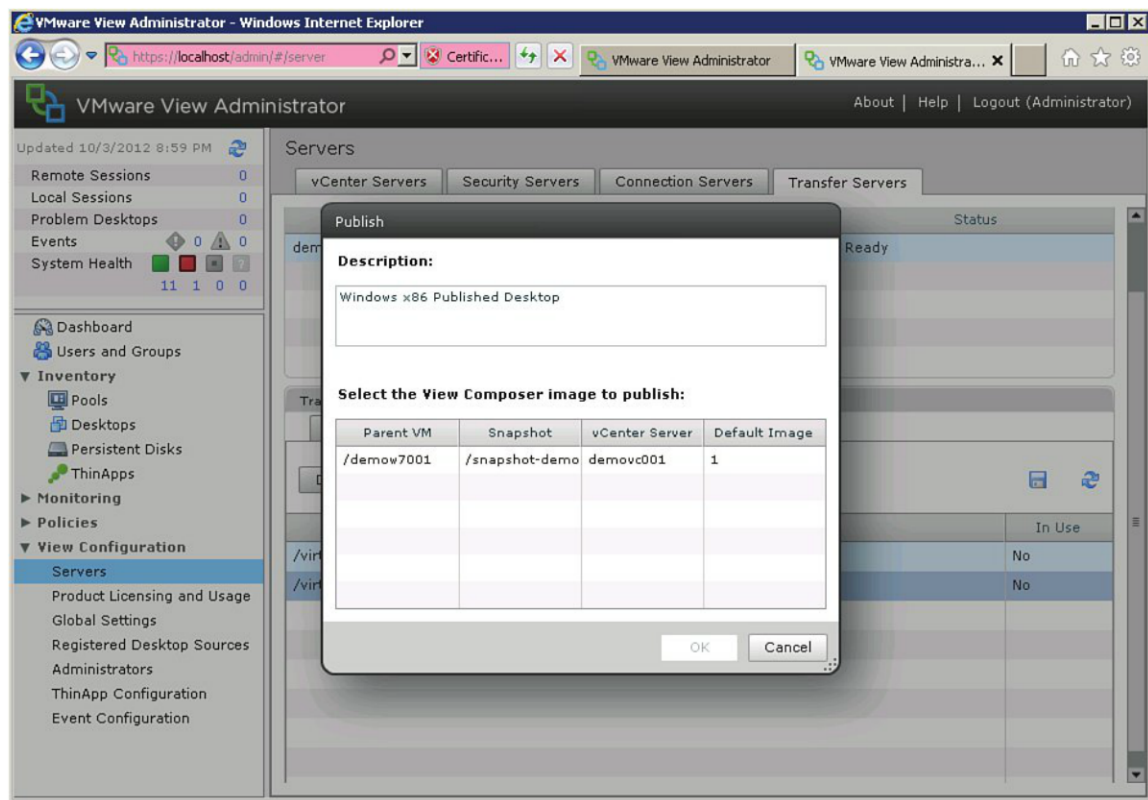 VMware View Administrator - Windows Internet Explorer
https://localhost/admin/#/server
Certific...
VMware View Administrator
VMware View Administra...
VMware View Administrator
About | Help | Logout (Administrator)
Updated 10/3/2012 8:59 PM
Remote Sessions 0
Local Sessions 0
Problem Desktops 0
Events 0 0
System Health
11 1 0 0
Dashboard
Users and Groups
Inventory
Pools
Desktops
Persistent Disks
ThinApps
Monitoring
Policies
View Configuration
Servers
Product Licensing and Usage
Global Settings
Registered Desktop Sources
Administrators
ThinApp Configuration
Event Configuration
Servers
vCenter Servers
Security Servers
Connection Servers
Transfer Servers
Status
dem
Ready
Publish
Description:
Windows x86 Published Desktop
Select the View Composer image to publish:
Parent VM Snapshot vCenter Server Default Image
/demow7001 /snapshot-demo demovc001 1
OK
Cancel
Tra
In Use
/virt
No
/virt
No